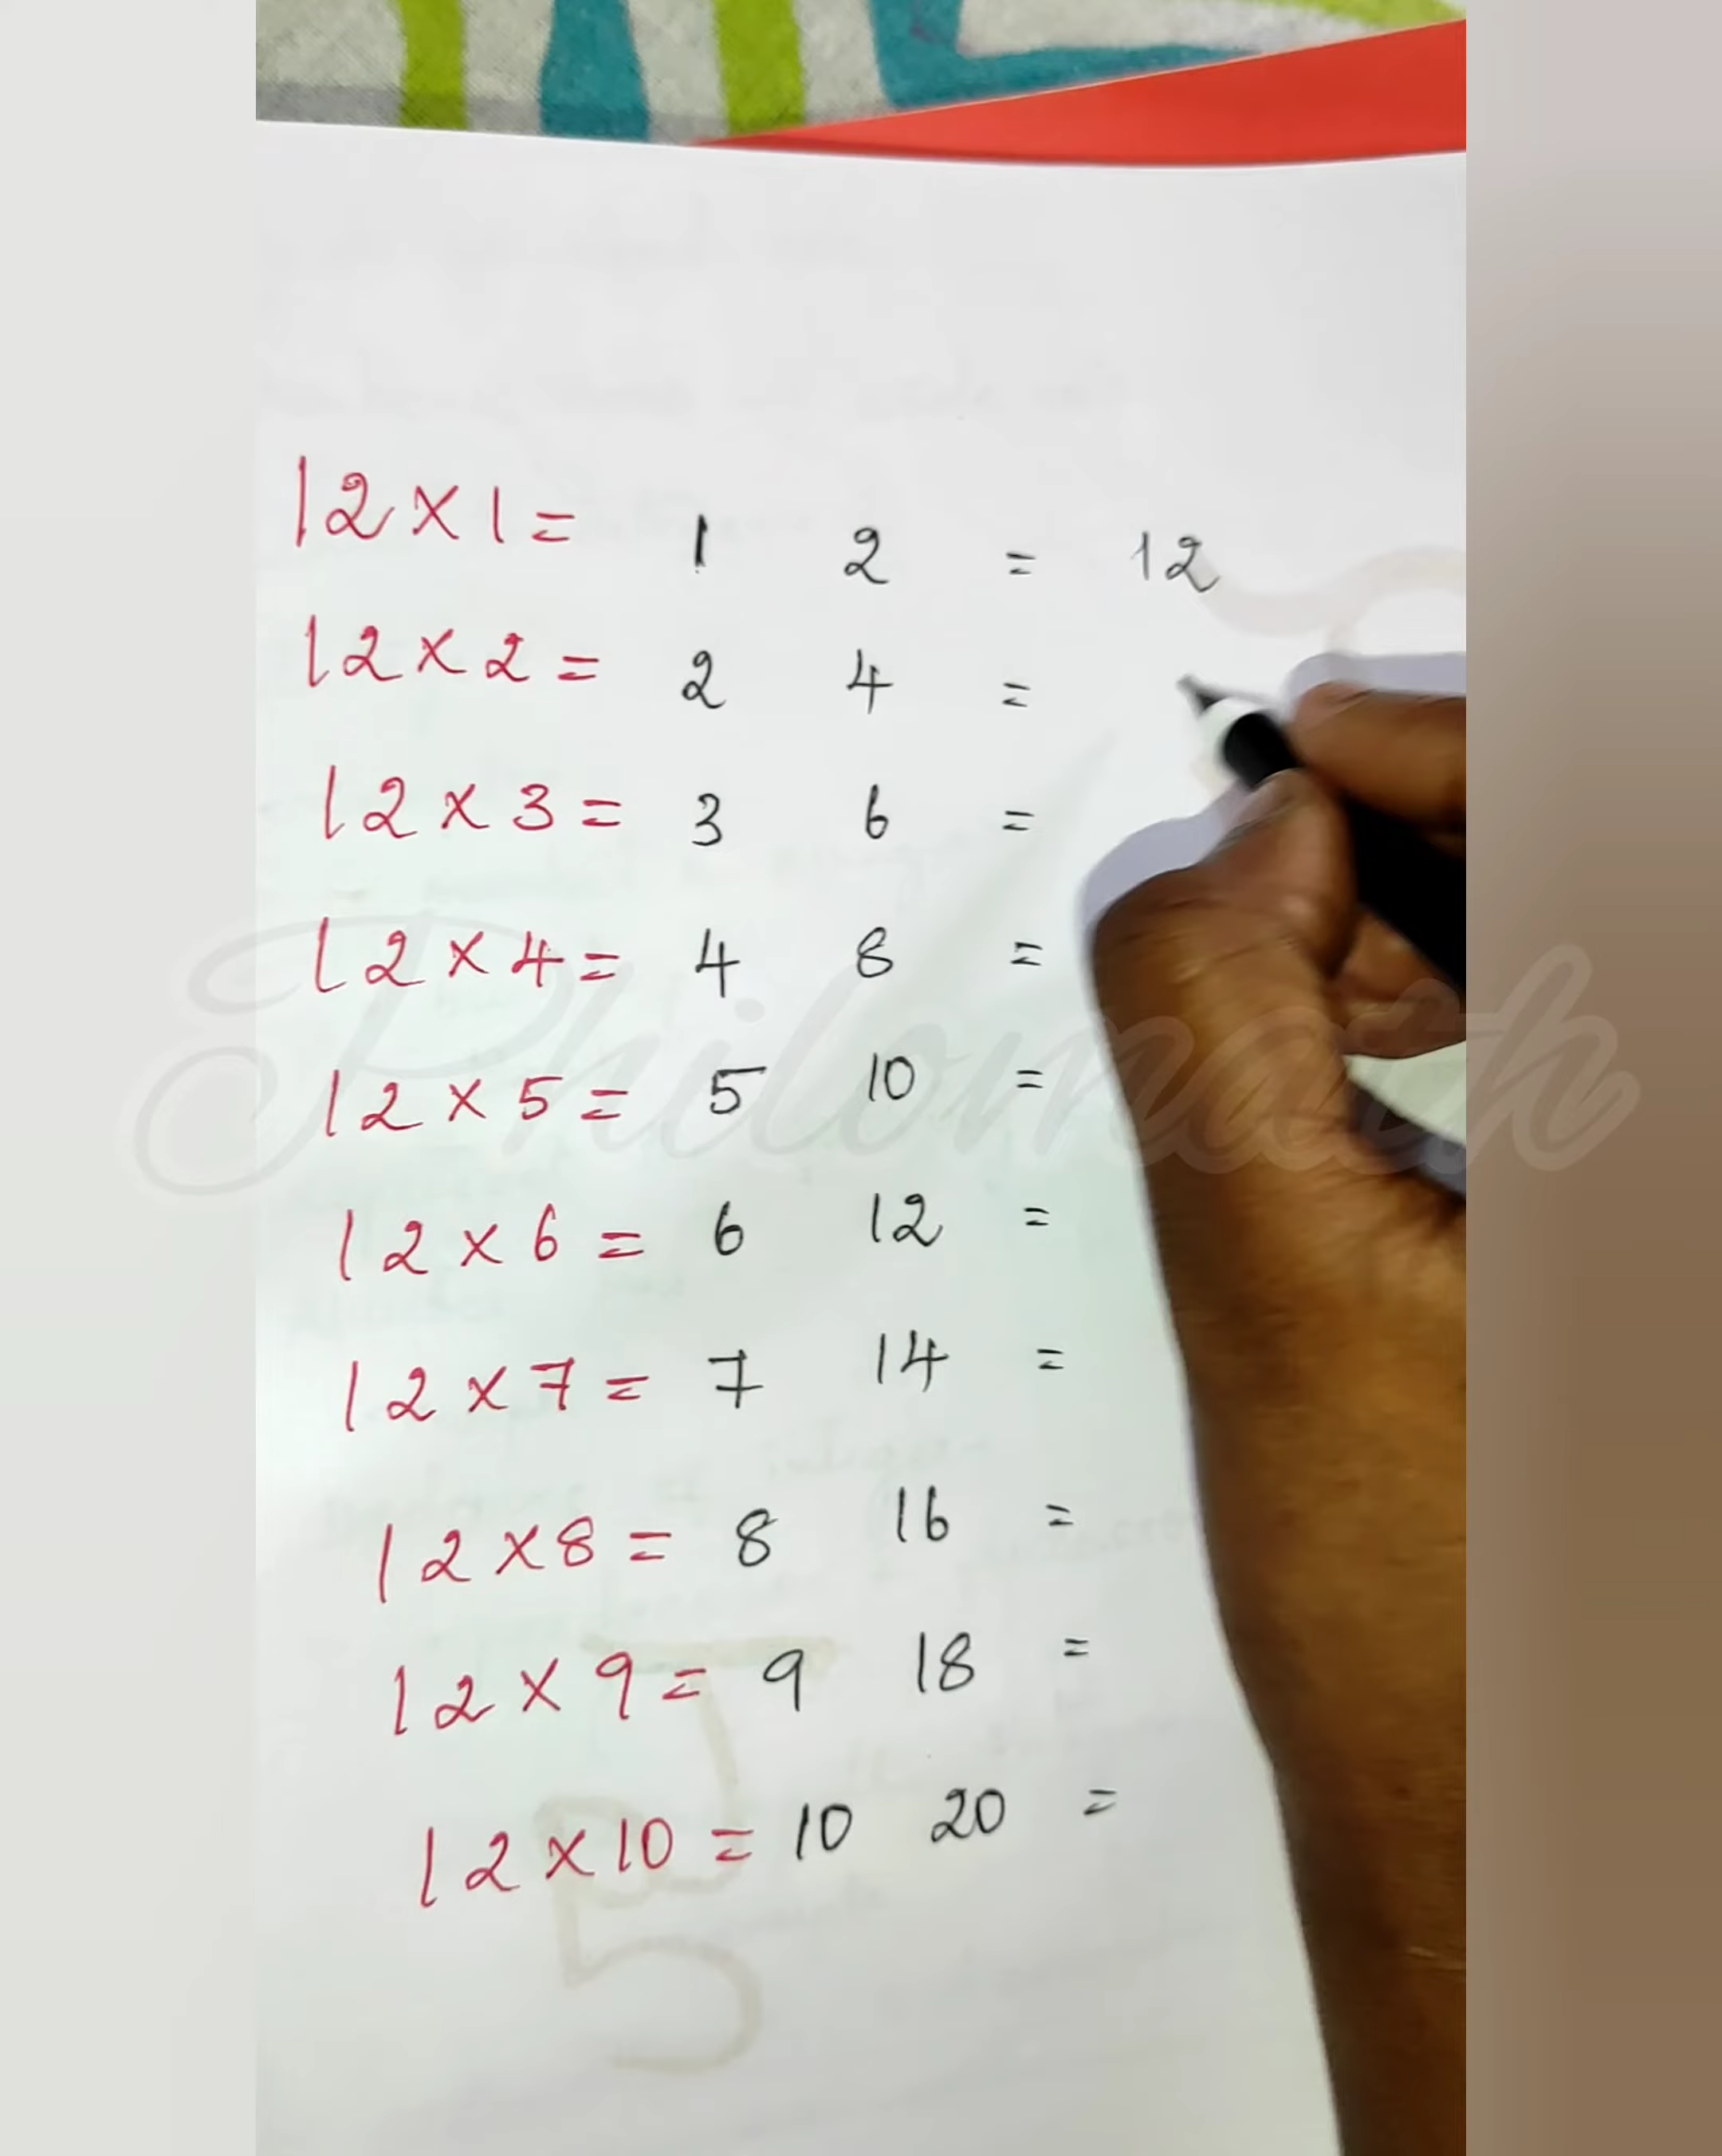 12 × 1 = 1 2 = 12
12 × 2 = 2 4 =
12 × 3 = 3 6 =
12 × 4 = 4 8 =
Philomath
12 × 5 = 5 10 =
12 × 6 = 6 12 =
12 × 7 = 7 14 =
12 × 8 = 8 16 =
12 × 9 = 9 18 =
12 × 10 = 10 20 =